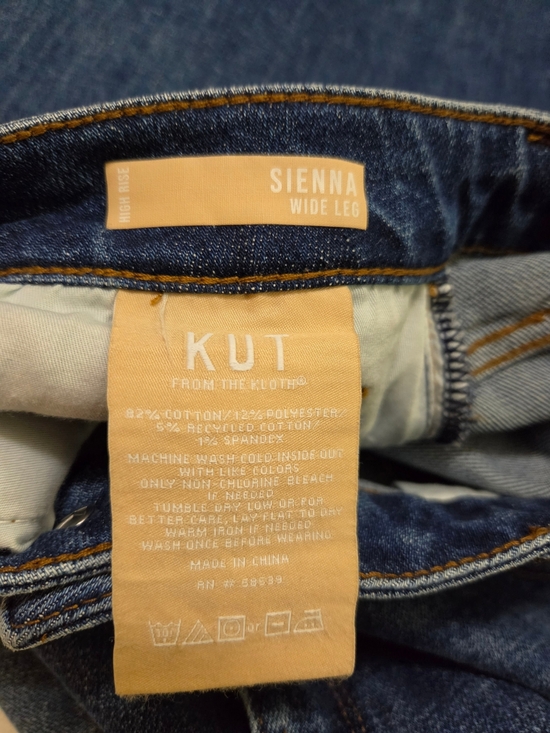 HIGH RISE
SIENNA
WIDE LEG
KUT
FROM THE KLOTH®
82% COTTON/12% POLYESTER/
5% RECYCLED COTTON/
1% SPANDEX
MACHINE WASH COLD INSIDE OUT
WITH LIKE COLORS
ONLY NON-CHLORINE BLEACH
IF NEEDED
TUMBLE DRY LOW OR FOR
BETTER CARE, LAY FLAT TO DRY
WARM IRON IF NEEDED
WASH ONCE BEFORE WEARING
MADE IN CHINA
RN #
or